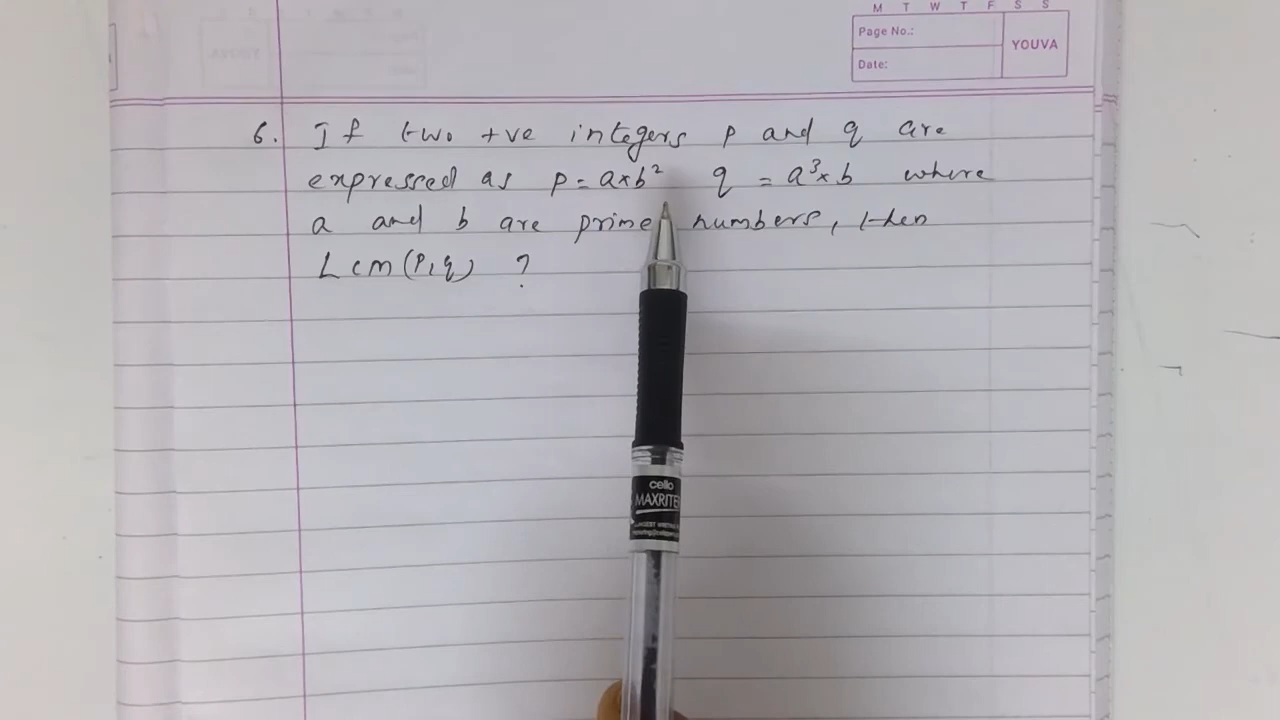 M T W T F S S
Page No.:
YOUVA
Date:
6. If two +ve integers p and q are
expressed as p = a×b² q = a³×b where
a and b are prime numbers, then
Lcm(p,q) ?
cello
MAXRITER